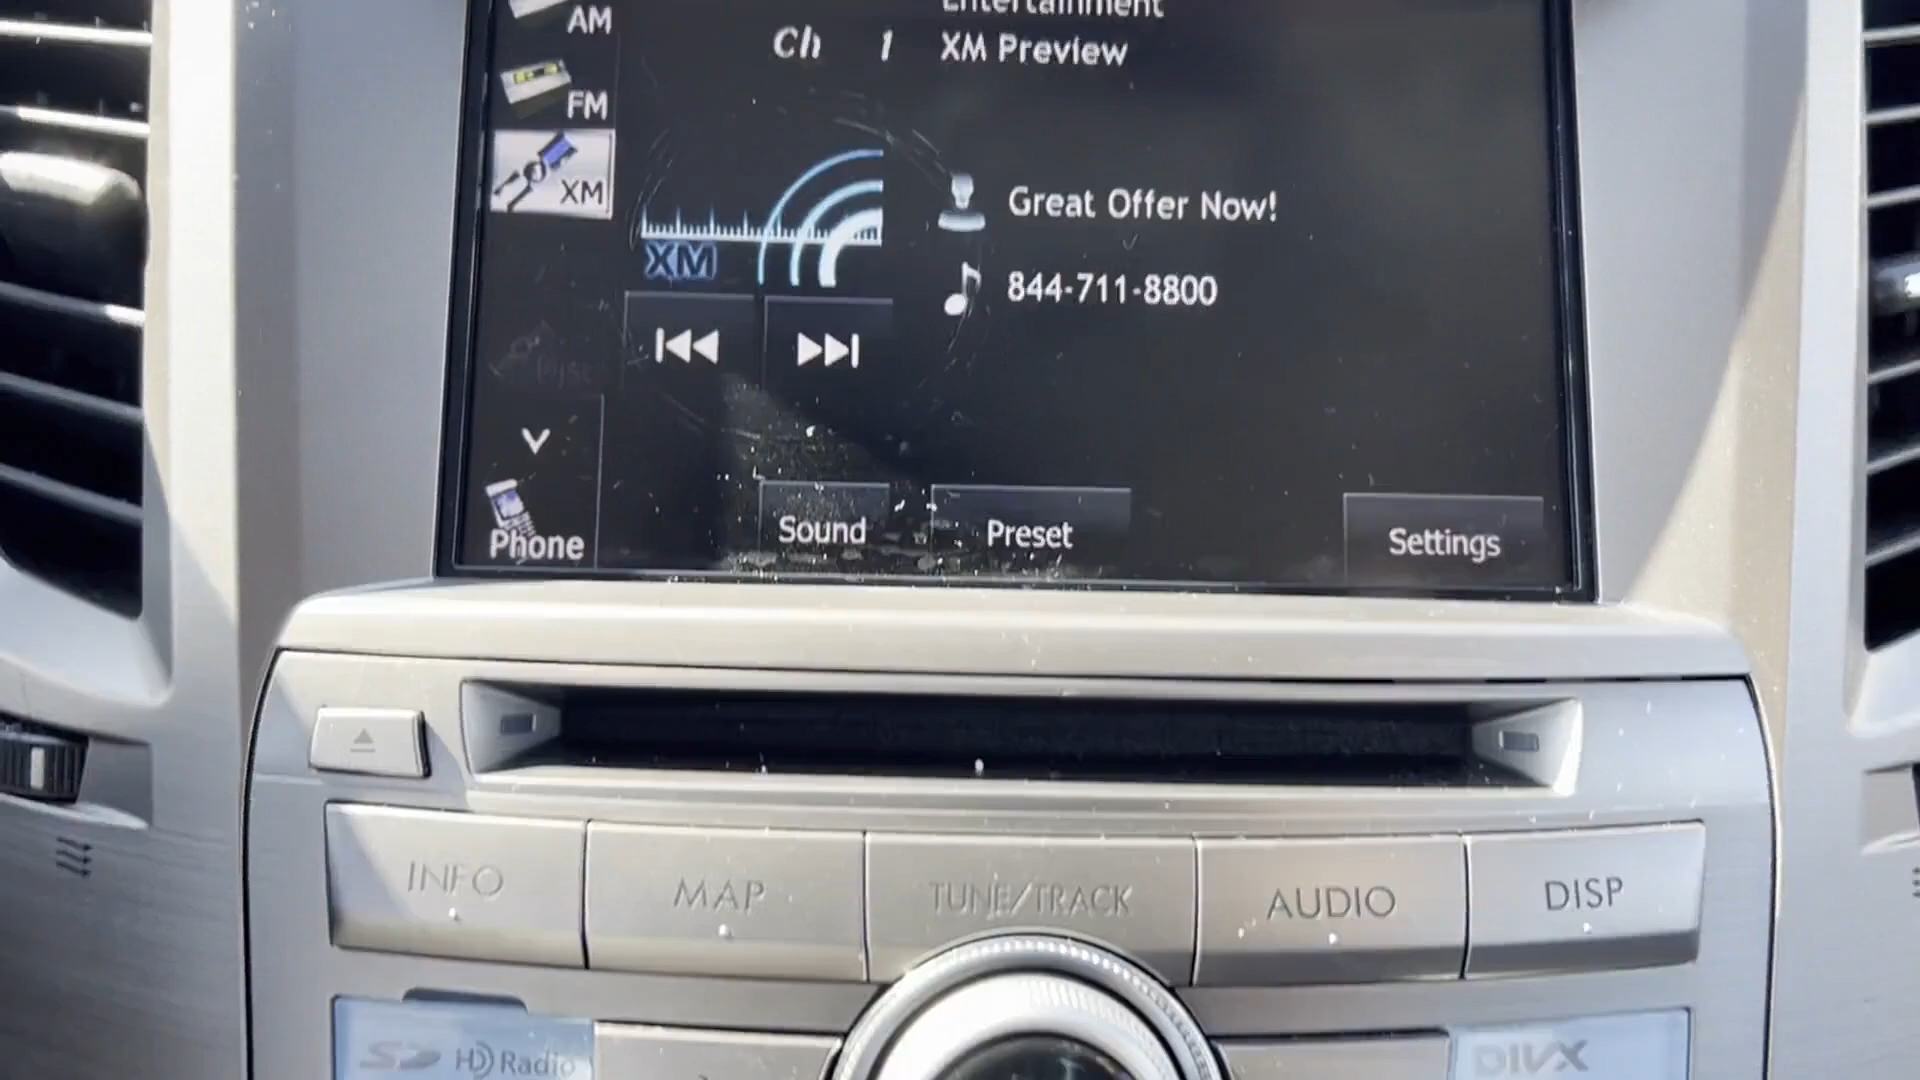 AM
Entertainment
Ch 1 XM Preview
FM
XM
Great Offer Now!
XM
844-711-8800
Disc
Phone
Sound
Preset
Settings
INFO
MAP
TUNE/TRACK
AUDIO
DISP
SD
HD Radio
DIVX